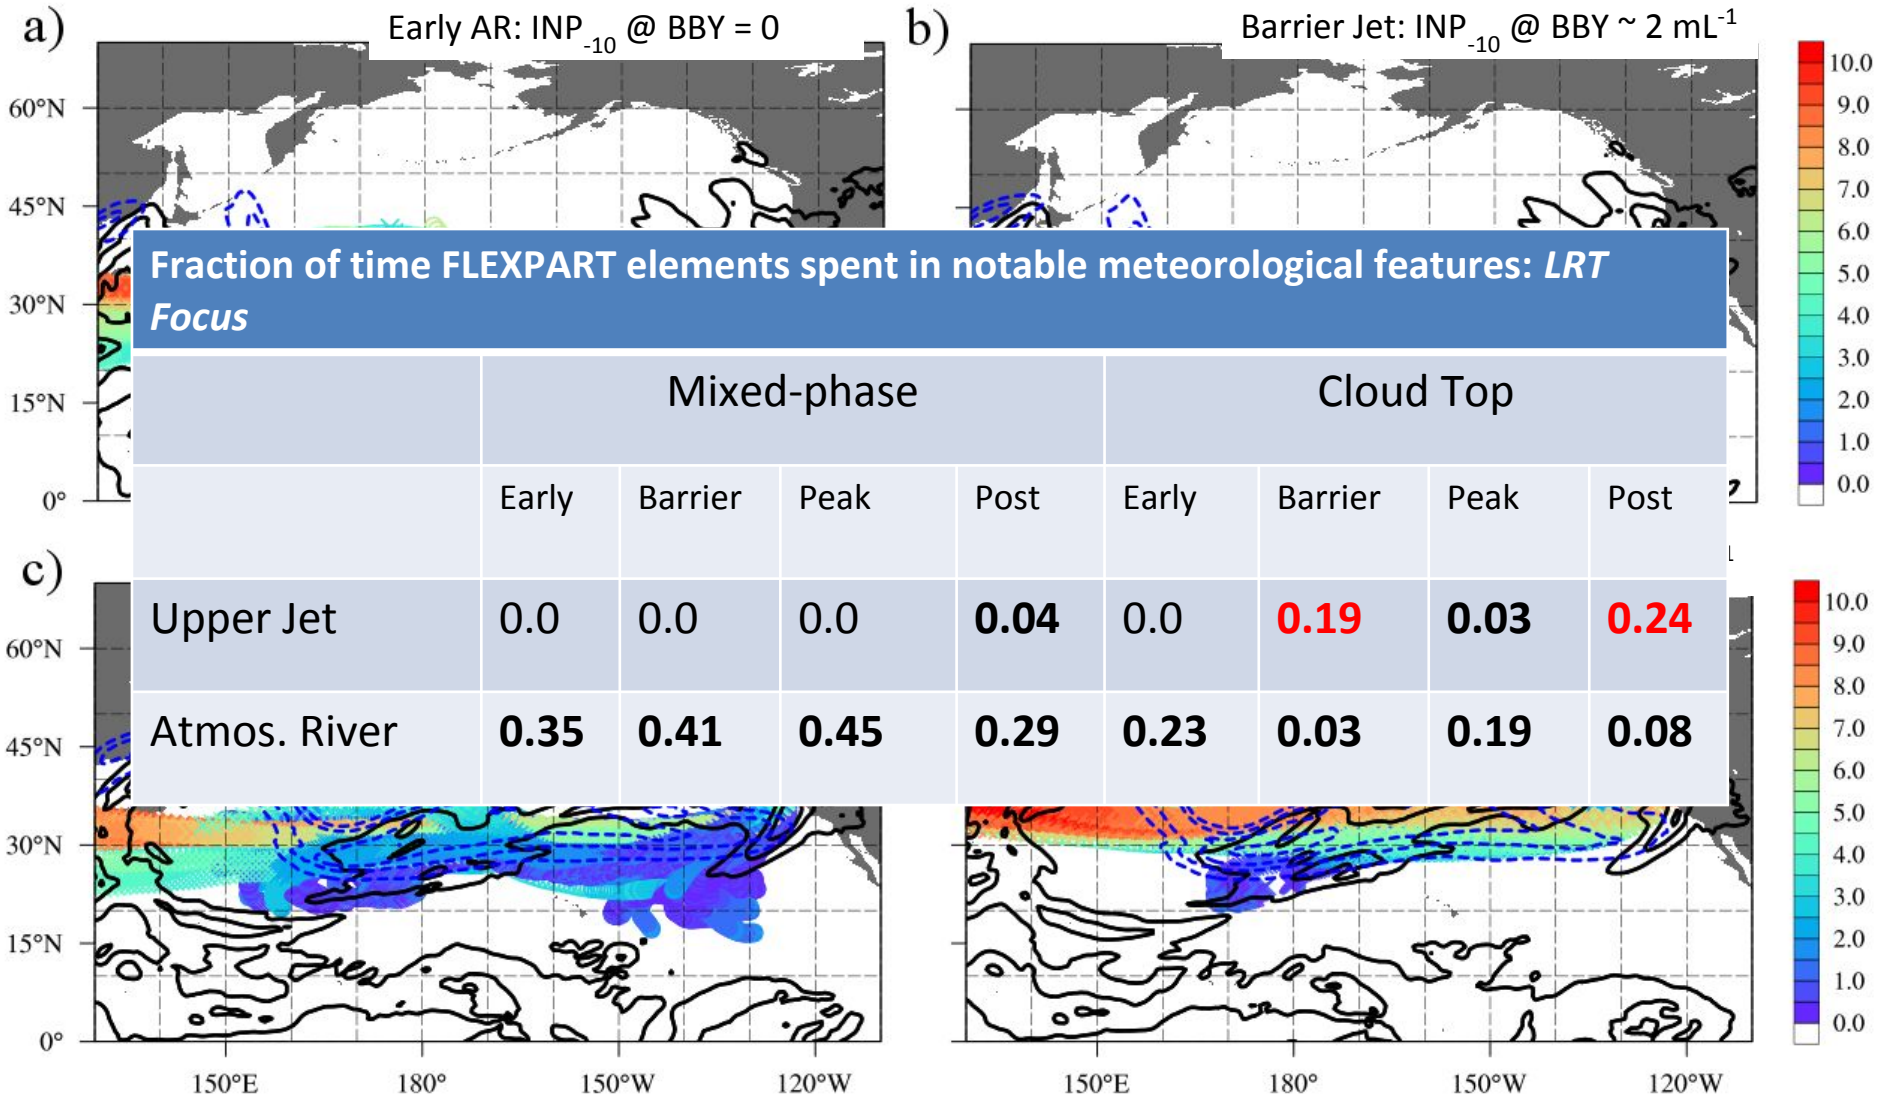 a)
Early AR: INP-10 @ BBY = 0
b)
Barrier Jet: INP-10 @ BBY ~ 2 mL-1
60°N
45°N
30°N
15°N
0°
10.0
9.0
8.0
7.0
6.0
5.0
4.0
3.0
2.0
1.0
0.0
Fraction of time FLEXPART elements spent in notable meteorological features: LRT
Focus
Mixed-phase Cloud Top
Early Barrier Peak Post Early Barrier Peak Post
Upper Jet 0.0 0.0 0.0 0.04 0.0 0.19 0.03 0.24
Atmos. River 0.35 0.41 0.45 0.29 0.23 0.03 0.19 0.08
c)
1
60°N
45°N
30°N
15°N
0°
10.0
9.0
8.0
7.0
6.0
5.0
4.0
3.0
2.0
1.0
0.0
150°E 180° 150°W 120°W
150°E 180° 150°W 120°W